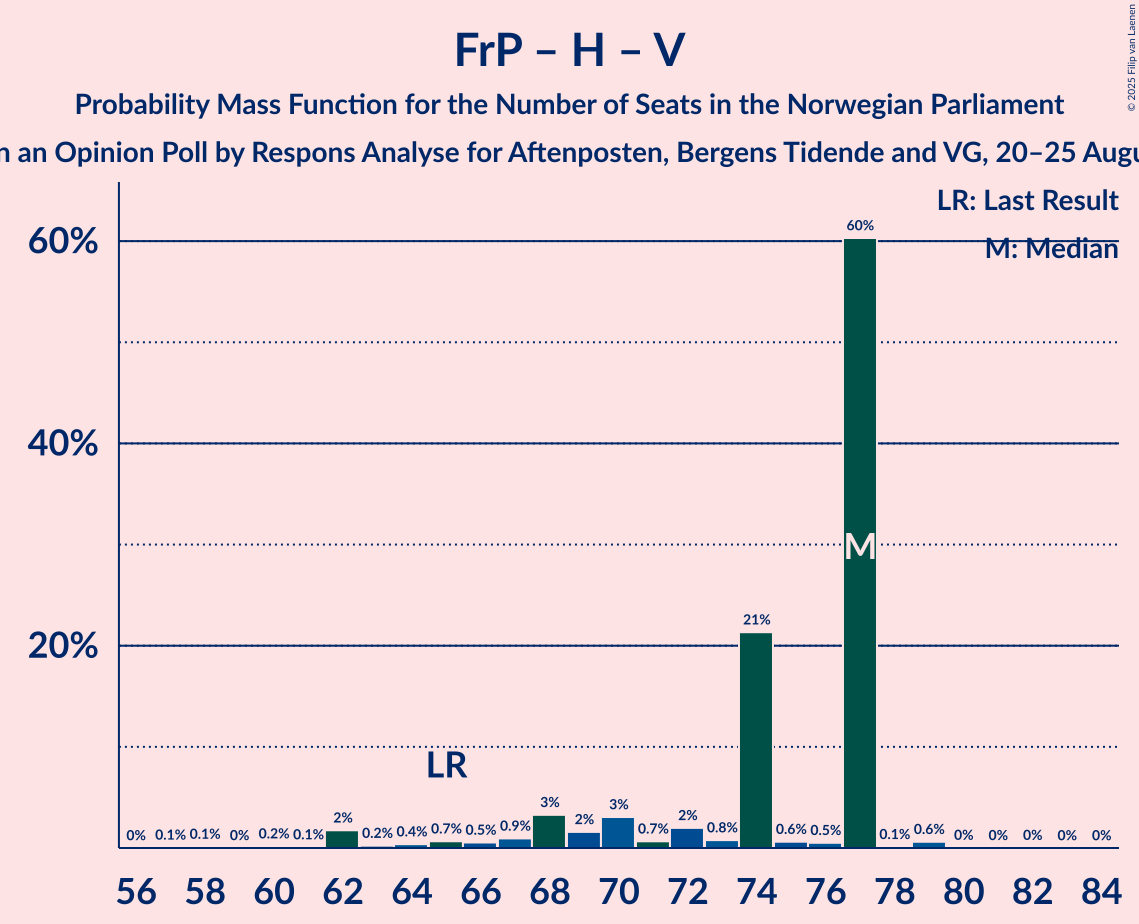 FrP – H – V
Probability Mass Function for the Number of Seats in the Norwegian Parliament
an Opinion Poll by Respons Analyse for Aftenposten, Bergens Tidende and VG, 20–25
© 2025 Filip van Laenen
LR: Last Result
M: Median
60%
40%
20%
0% 0.1% 0.1% 0% 0.2% 0.1% 2% 0.2% 0.4% 0.7% 0.5% 0.9% 3% 2% 3% 0.7% 2% 0.8% 21% 0.6% 0.5% 60% 0.1% 0.6% 0% 0% 0% 0% 0%
LR
M
56 58 60 62 64 66 68 70 72 74 76 78 80 82 84